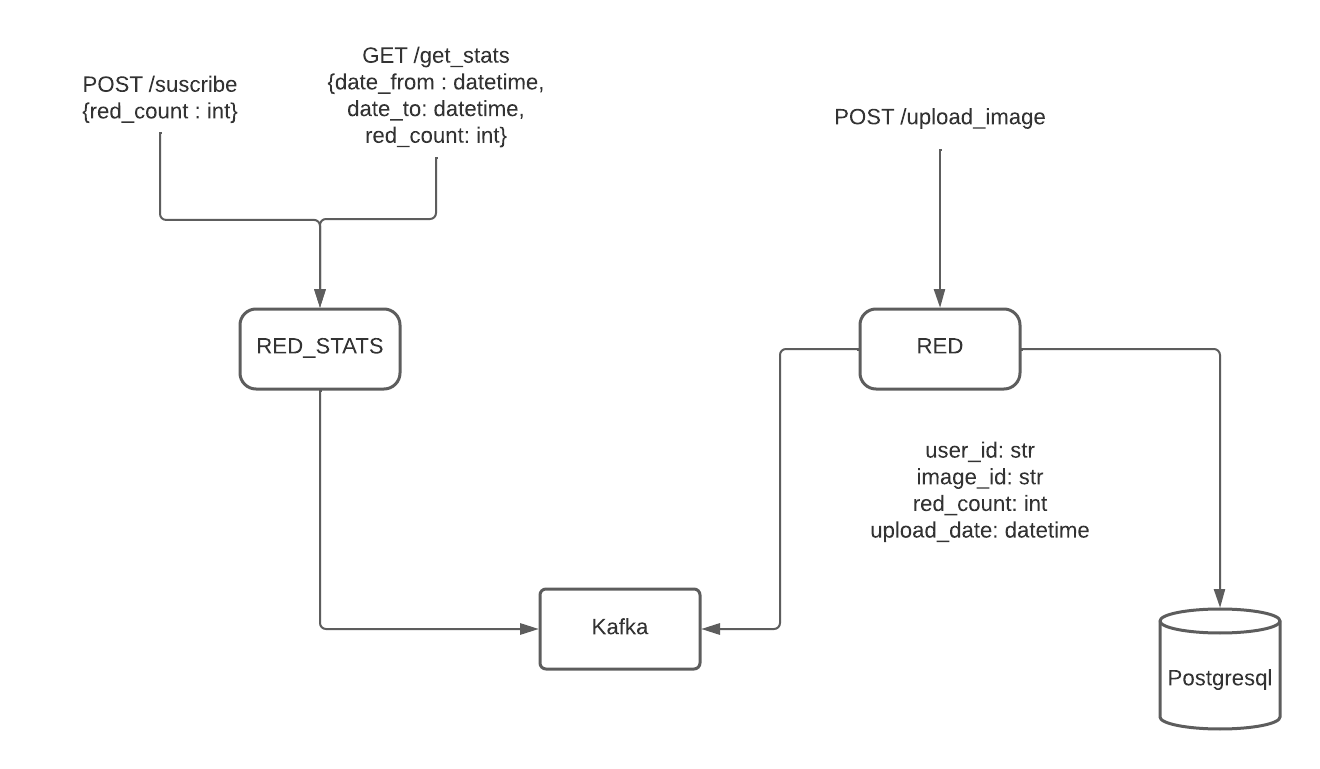 POST /suscribe
{red_count : int}
GET /get_stats
{date_from : datetime,
date_to: datetime,
red_count: int}
POST /upload_image
RED_STATS
RED
user_id: str
image_id: str
red_count: int
upload_date: datetime
Kafka
Postgresql